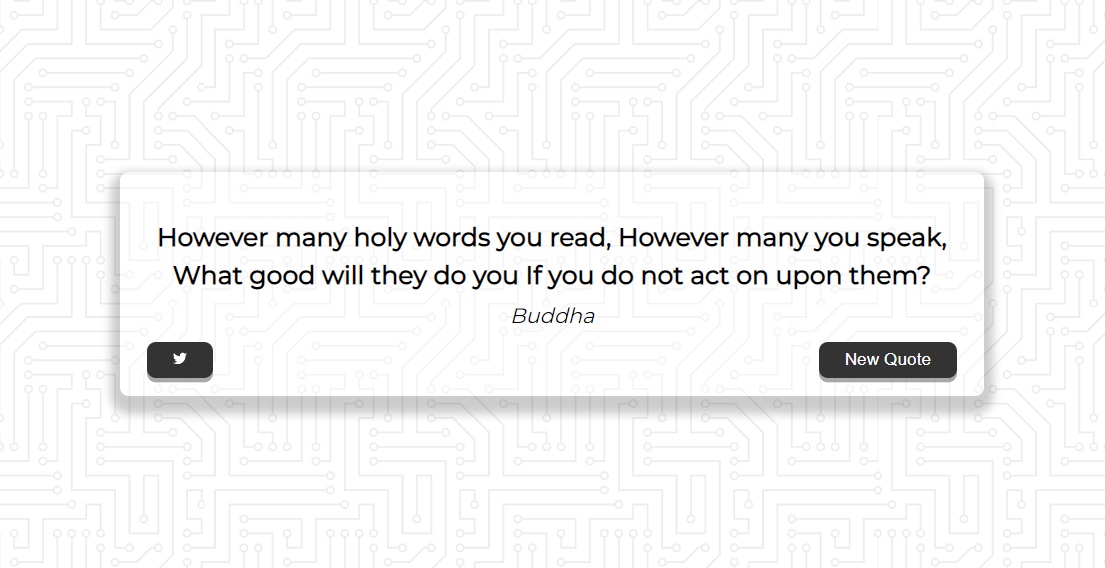 However many holy words you read, However many you speak,
What good will they do you If you do not act on upon them?
Buddha
New Quote